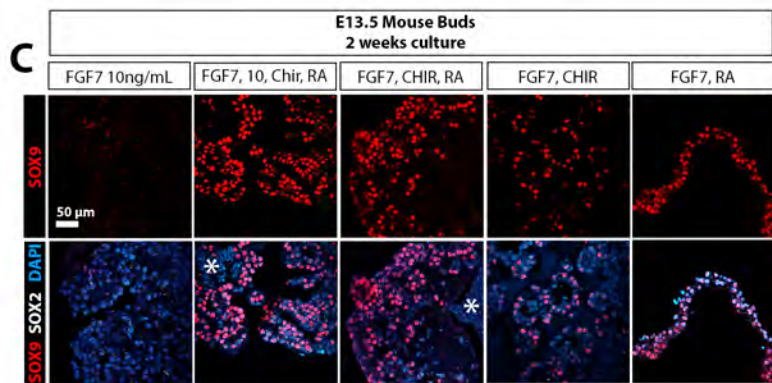 E13.5 Mouse Buds
2 weeks culture
C
FGF7 10ng/mL
FGF7, 10, Chir, RA
FGF7, CHIR, RA
FGF7, CHIR
FGF7, RA
SOX9
50 µm
SOX9 SOX2 DAPI
*
*